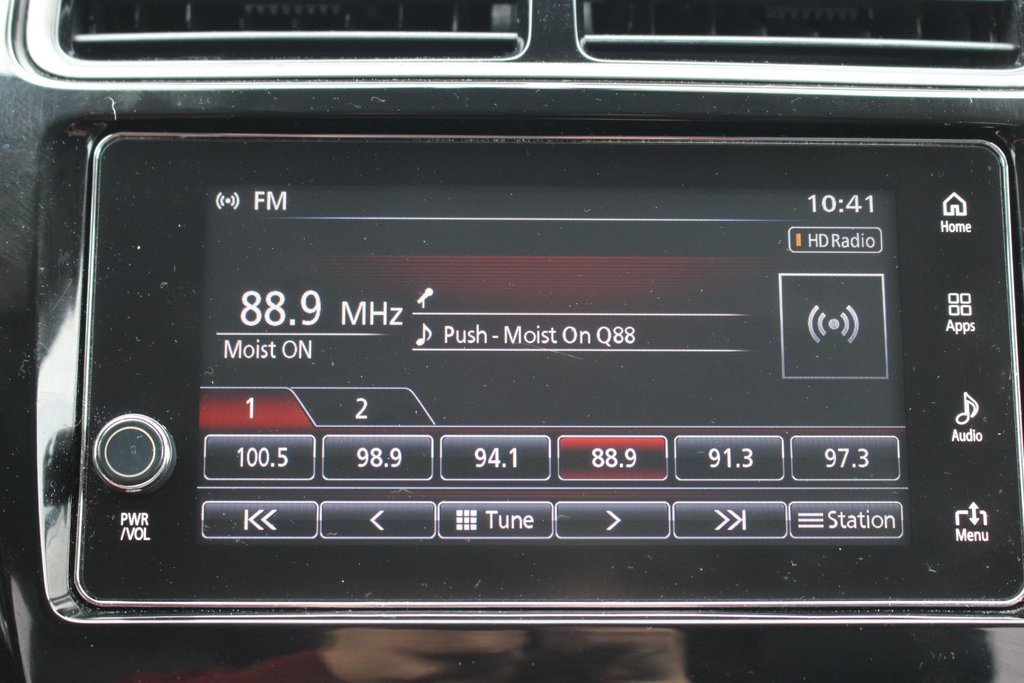 FM
10:41
HD Radio
Home
88.9 MHz
Push - Moist On Q88
Moist ON
Apps
1
2
Audio
100.5
98.9
94.1
88.9
91.3
97.3
PWR
/VOL
Tune
Station
Menu